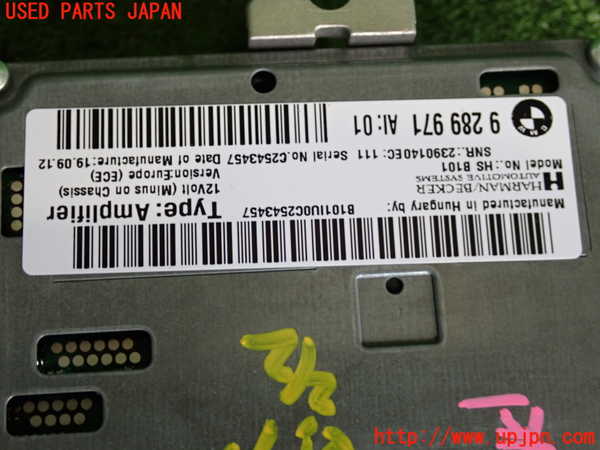 USED PARTS JAPAN
Manufactured in Hungary by:
HARMAN/BECKER
AUTOMOTIVE SYSTEMS
Model No.: HS B101
SNR.:2390140EC:111
9 289 971 AI:01
BMW
B1011U00C2543457
Type: Amplifier
12Volt (Minus on Chassis)
Version:Europe (ECE)
Serial No.C2543457 Date of Manufacture:19.09.12
http://www.upjpn.com/